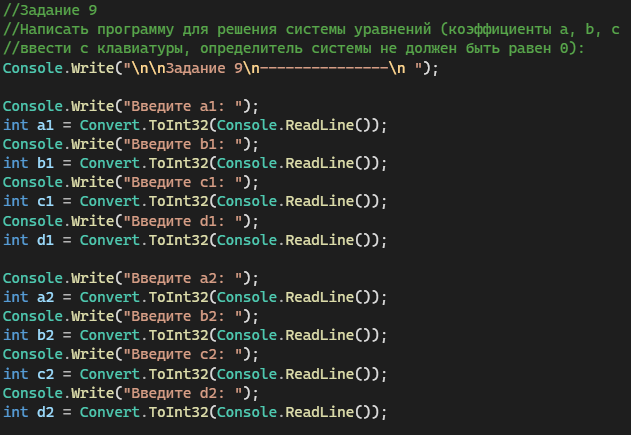 //Задание 9
//Написать программу для решения системы уравнений (коэффициенты a, b, c
//ввести с клавиатуры, определитель системы не должен быть равен 0):
Console.Write("\n\nЗадание 9\n---------------\n ");
Console.Write("Введите a1: ");
int a1 = Convert.ToInt32(Console.ReadLine());
Console.Write("Введите b1: ");
int b1 = Convert.ToInt32(Console.ReadLine());
Console.Write("Введите c1: ");
int c1 = Convert.ToInt32(Console.ReadLine());
Console.Write("Введите d1: ");
int d1 = Convert.ToInt32(Console.ReadLine());
Console.Write("Введите a2: ");
int a2 = Convert.ToInt32(Console.ReadLine());
Console.Write("Введите b2: ");
int b2 = Convert.ToInt32(Console.ReadLine());
Console.Write("Введите c2: ");
int c2 = Convert.ToInt32(Console.ReadLine());
Console.Write("Введите d2: ");
int d2 = Convert.ToInt32(Console.ReadLine());